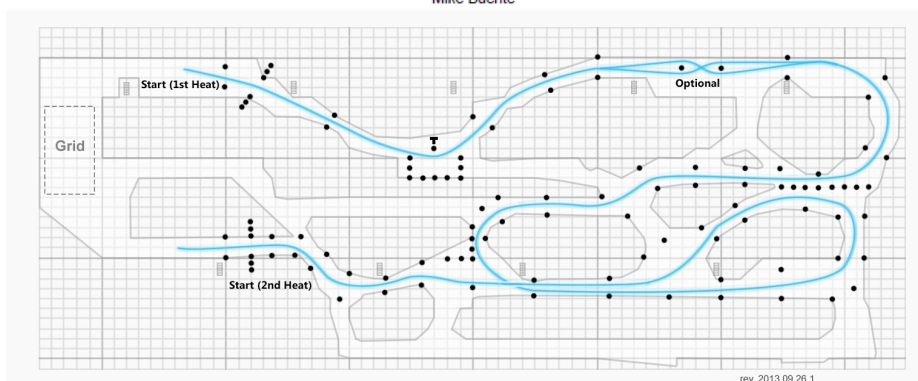 Start (1st Heat)
Optional
T
Grid
Start (2nd Heat)
rev. 2013.09.26.1